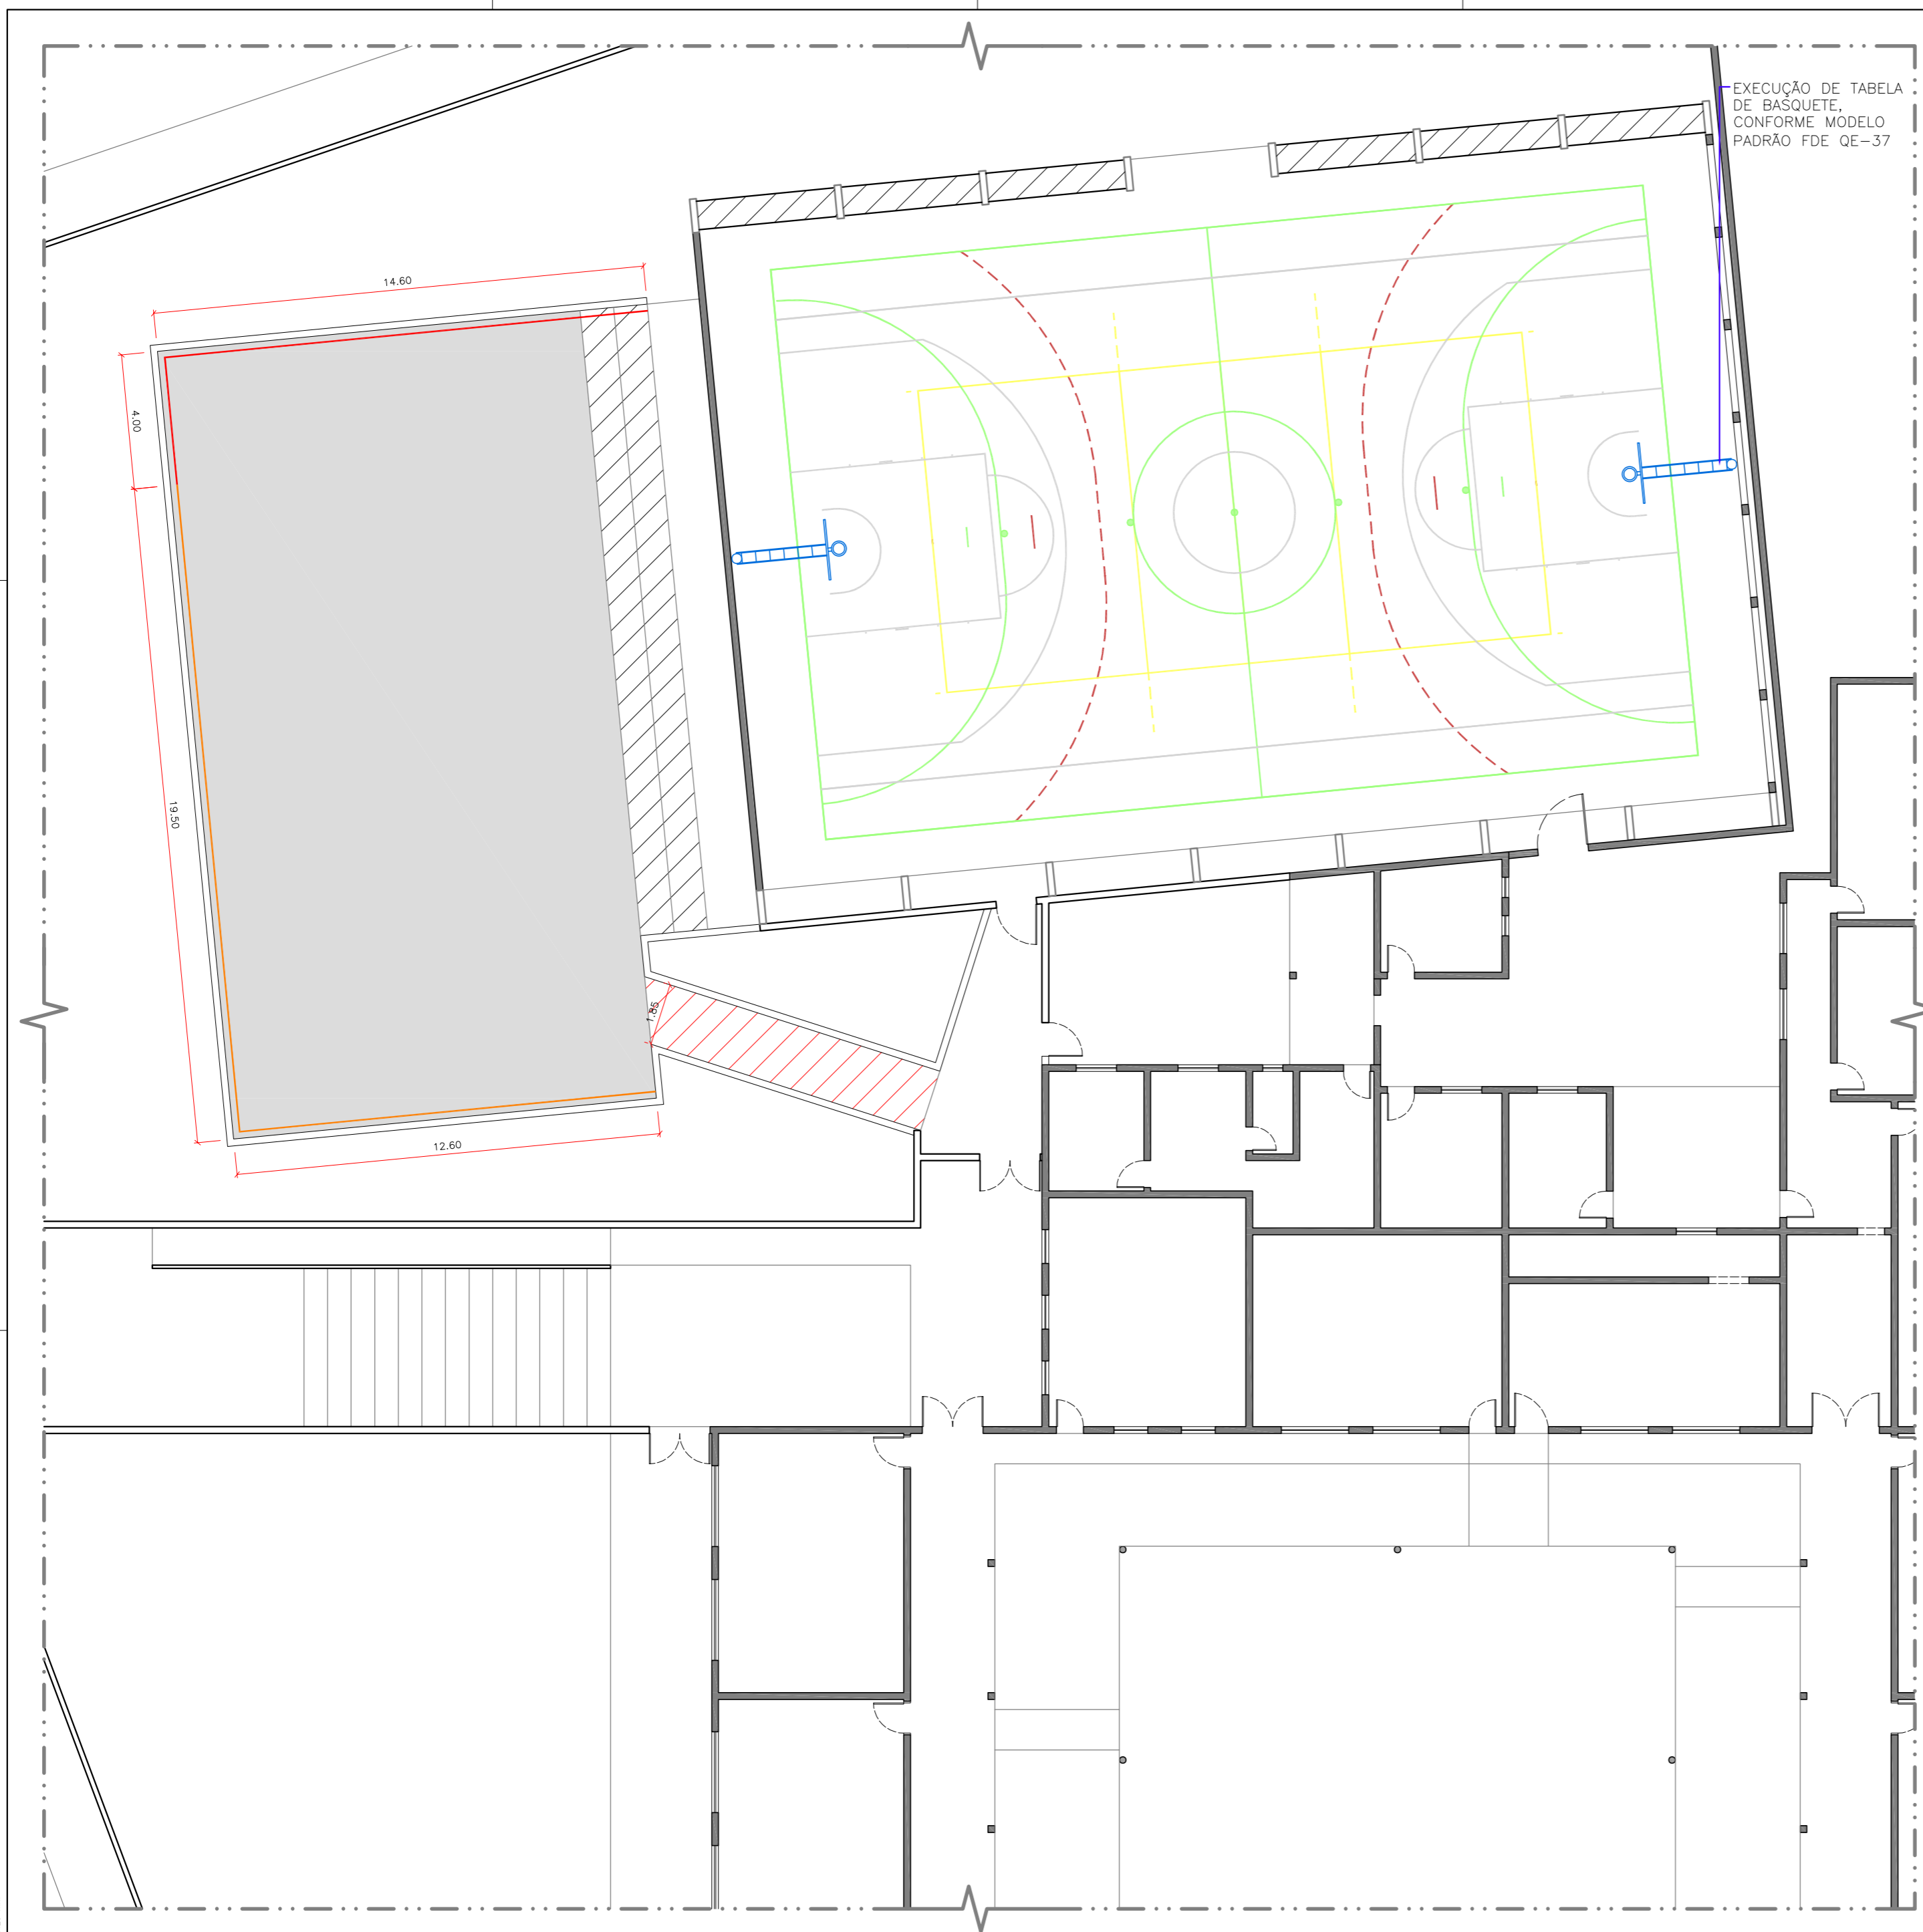 EXECUÇÃO DE TABELA
DE BASQUETE,
CONFORME MODELO
PADRÃO FDE QE-37
14.60
4.00
19.50
1.85
12.60